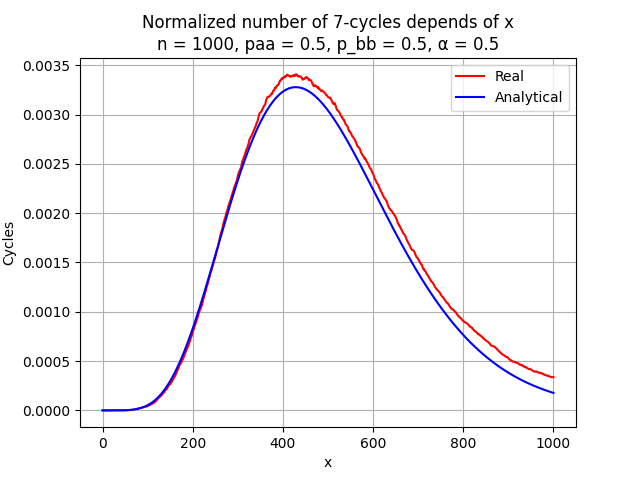 Normalized number of 7-cycles depends of x
n = 1000, paa = 0.5, p_bb = 0.5, α = 0.5
Real
Analytical
0.0035
0.0030
0.0025
0.0020
0.0015
0.0010
0.0005
0.0000
Cycles
0 200 400 600 800 1000
x